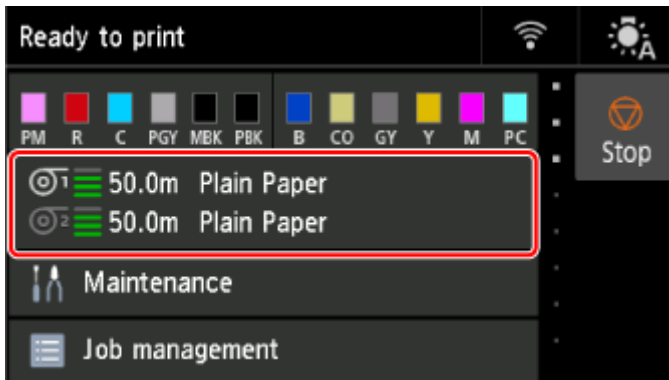 Ready to print
A
PM R C PGY MBK PBK B CO GY Y M PC
Stop
1 50.0m Plain Paper
2 50.0m Plain Paper
Maintenance
Job management